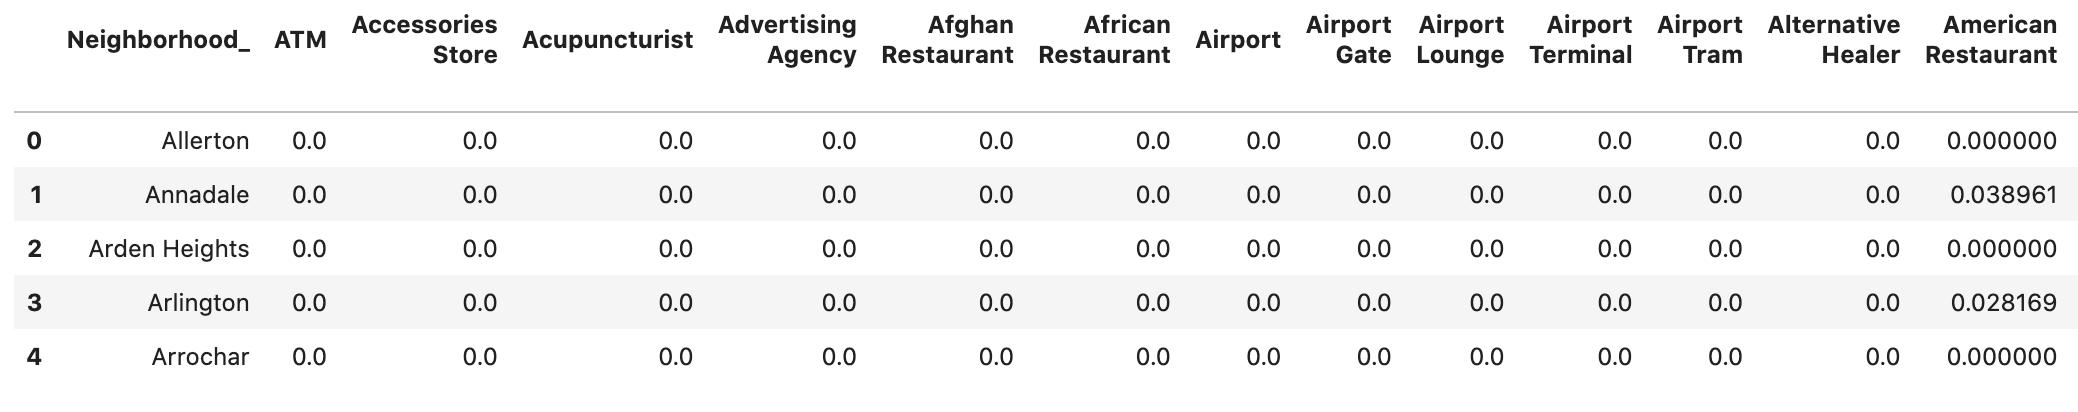 Neighborhood_ ATM Accessories Store Acupuncturist Advertising Agency Afghan Restaurant African Restaurant Airport Airport Gate Airport Lounge Airport Terminal Airport Tram Alternative Healer American Restaurant
0 Allerton 0.0 0.0 0.0 0.0 0.0 0.0 0.0 0.0 0.0 0.0 0.0 0.0 0.000000
1 Annadale 0.0 0.0 0.0 0.0 0.0 0.0 0.0 0.0 0.0 0.0 0.0 0.0 0.038961
2 Arden Heights 0.0 0.0 0.0 0.0 0.0 0.0 0.0 0.0 0.0 0.0 0.0 0.0 0.000000
3 Arlington 0.0 0.0 0.0 0.0 0.0 0.0 0.0 0.0 0.0 0.0 0.0 0.0 0.028169
4 Arrochar 0.0 0.0 0.0 0.0 0.0 0.0 0.0 0.0 0.0 0.0 0.0 0.0 0.000000